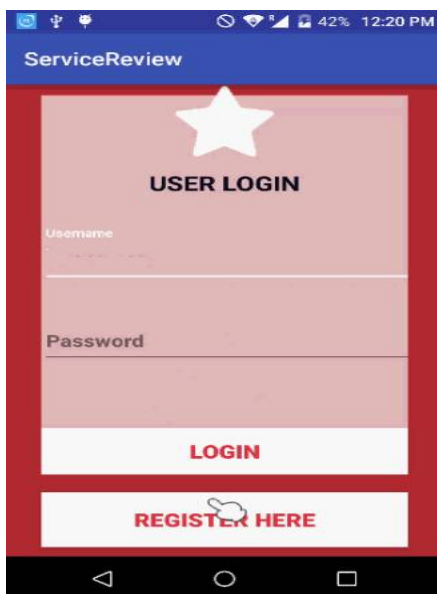 42% 12:20 PM
ServiceReview
USER LOGIN
Username
Password
LOGIN
REGISTER HERE